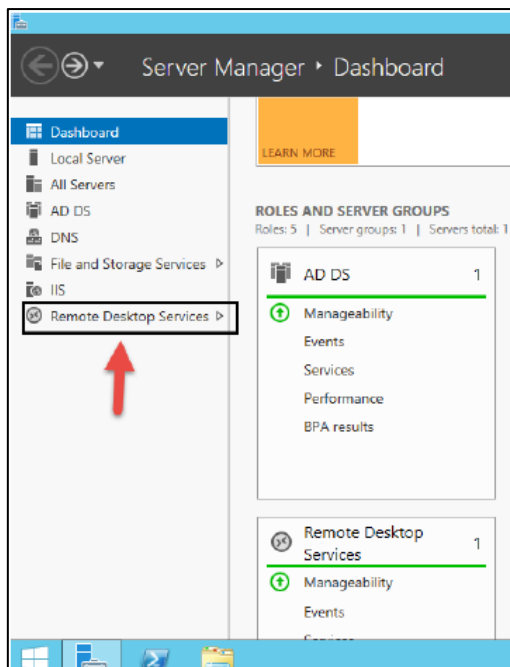 Server Manager ‣ Dashboard
Dashboard
Local Server
All Servers
AD DS
DNS
File and Storage Services
IIS
Remote Desktop Services
LEARN MORE
ROLES AND SERVER GROUPS
Roles: 5 | Server groups: 1 | Servers total: 1
AD DS 1
Manageability
Events
Services
Performance
BPA results
Remote Desktop
Services 1
Manageability
Events